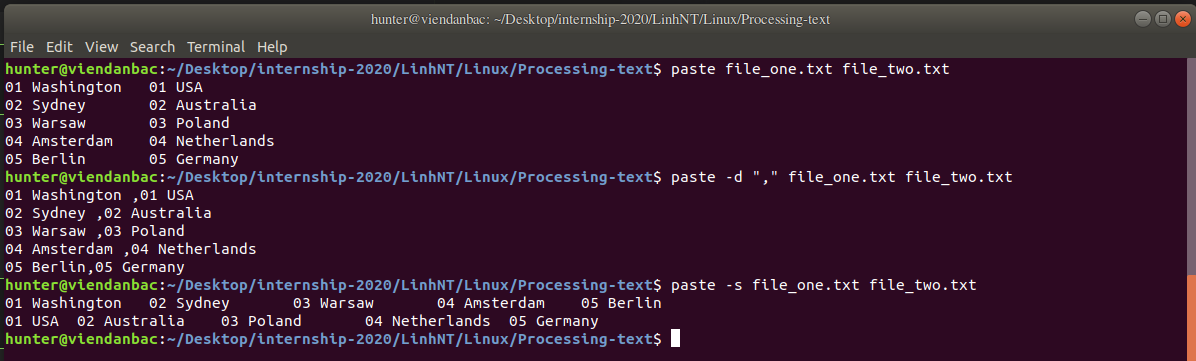 hunter@viendanbac: ~/Desktop/internship-2020/LinhNT/Linux/Processing-text
File Edit View Search Terminal Help
hunter@viendanbac:~/Desktop/internship-2020/LinhNT/Linux/Processing-text$ paste file_one.txt file_two.txt
01 Washington   01 USA
02 Sydney       02 Australia
03 Warsaw       03 Poland
04 Amsterdam    04 Netherlands
05 Berlin       05 Germany
hunter@viendanbac:~/Desktop/internship-2020/LinhNT/Linux/Processing-text$ paste -d "," file_one.txt file_two.txt
01 Washington ,01 USA
02 Sydney ,02 Australia
03 Warsaw ,03 Poland
04 Amsterdam ,04 Netherlands
05 Berlin,05 Germany
hunter@viendanbac:~/Desktop/internship-2020/LinhNT/Linux/Processing-text$ paste -s file_one.txt file_two.txt
01 Washington   02 Sydney       03 Warsaw       04 Amsterdam    05 Berlin
01 USA  02 Australia    03 Poland       04 Netherlands  05 Germany
hunter@viendanbac:~/Desktop/internship-2020/LinhNT/Linux/Processing-text$